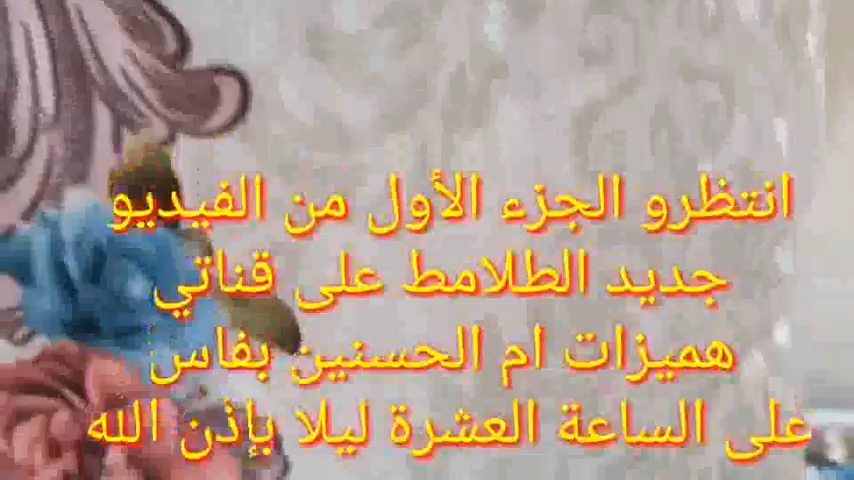 انتظرو الجزء الأول من الفيديو
جديد الطلامط على قناتي
هميزات ام الحسنين بفاس
على الساعة العشرة ليلا بإذن الله